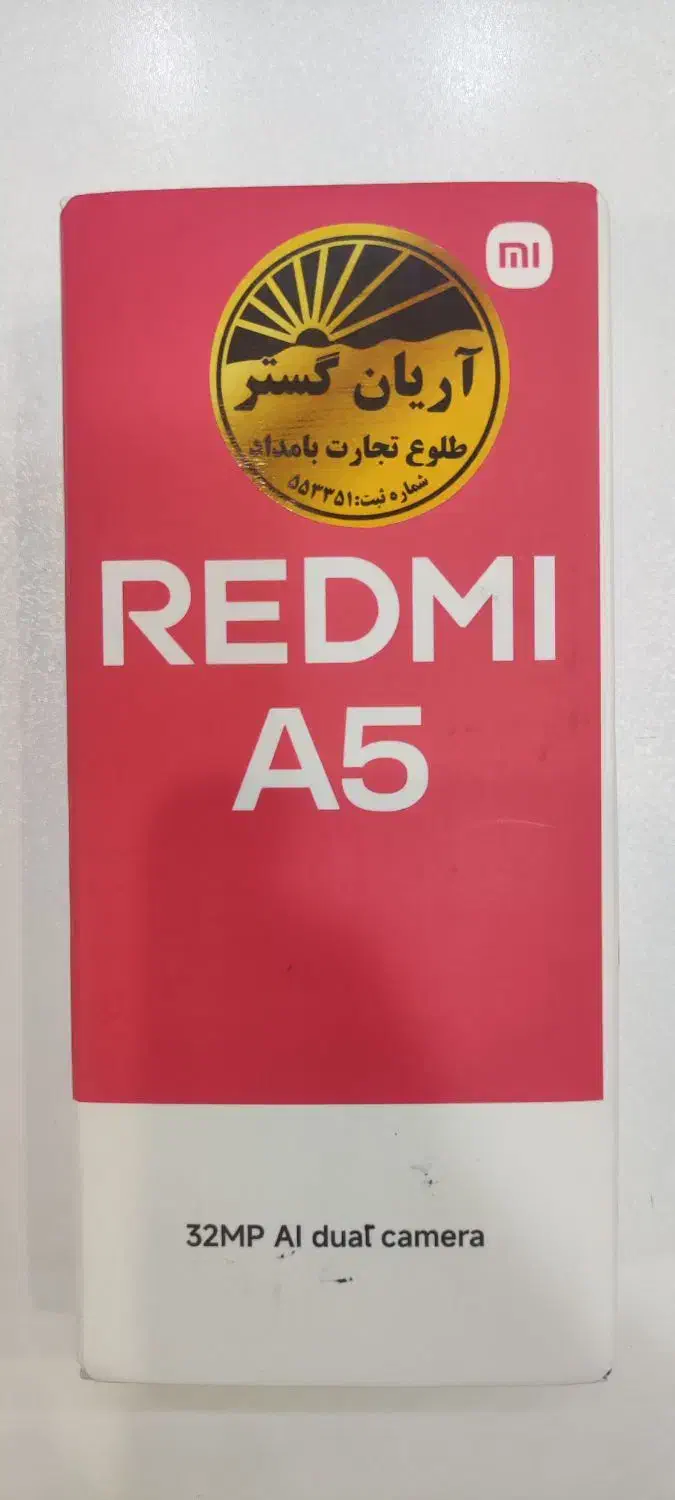 mi
آریان گستر
طلوع تجارت بامداد
شماره ثبت:۵۵۳۳۵۱
REDMI
A5
32MP AI dual camera